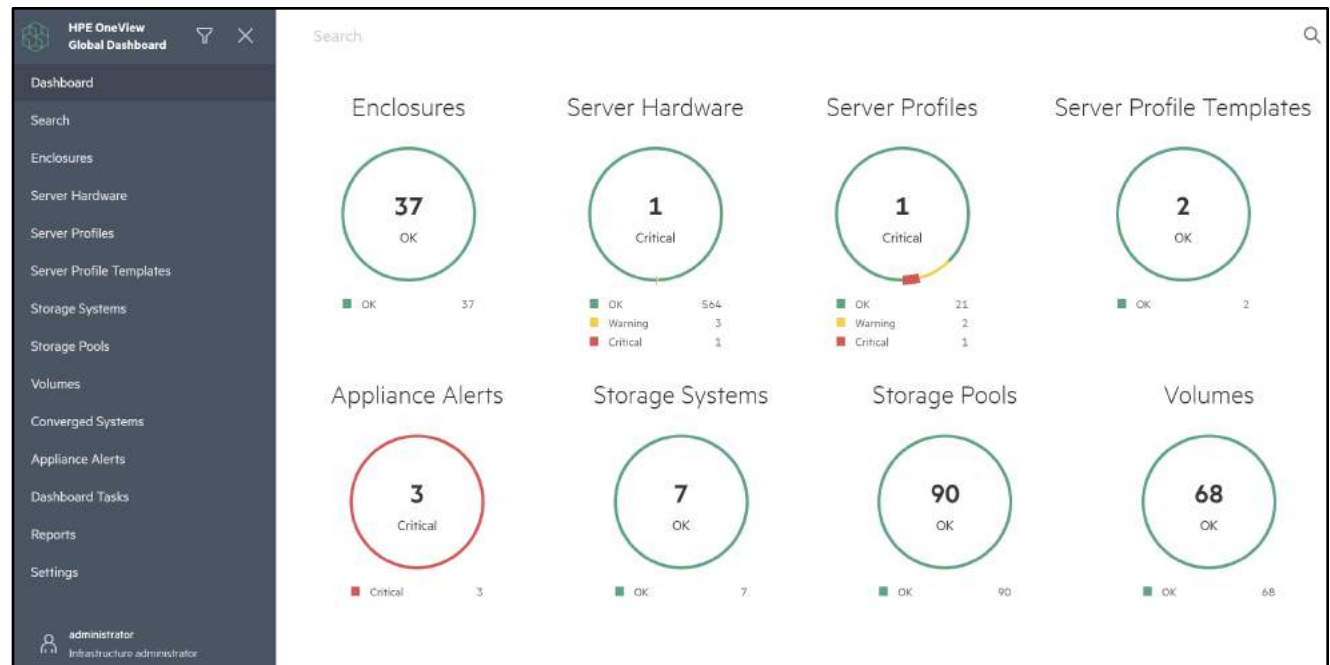 HPE OneView
Global Dashboard
Search
Dashboard
Search
Enclosures
Server Hardware
Server Profiles
Server Profile Templates
Storage Systems
Storage Pools
Volumes
Converged Systems
Appliance Alerts
Dashboard Tasks
Reports
Settings
administrator
Infrastructure administrator
Enclosures
37
OK
OK 37
Server Hardware
1
Critical
OK 564
Warning 3
Critical 1
Server Profiles
1
Critical
OK 21
Warning 2
Critical 1
Server Profile Templates
2
OK
OK 2
Appliance Alerts
3
Critical
Critical 3
Storage Systems
7
OK
OK 7
Storage Pools
90
OK
OK 90
Volumes
68
OK
OK 68